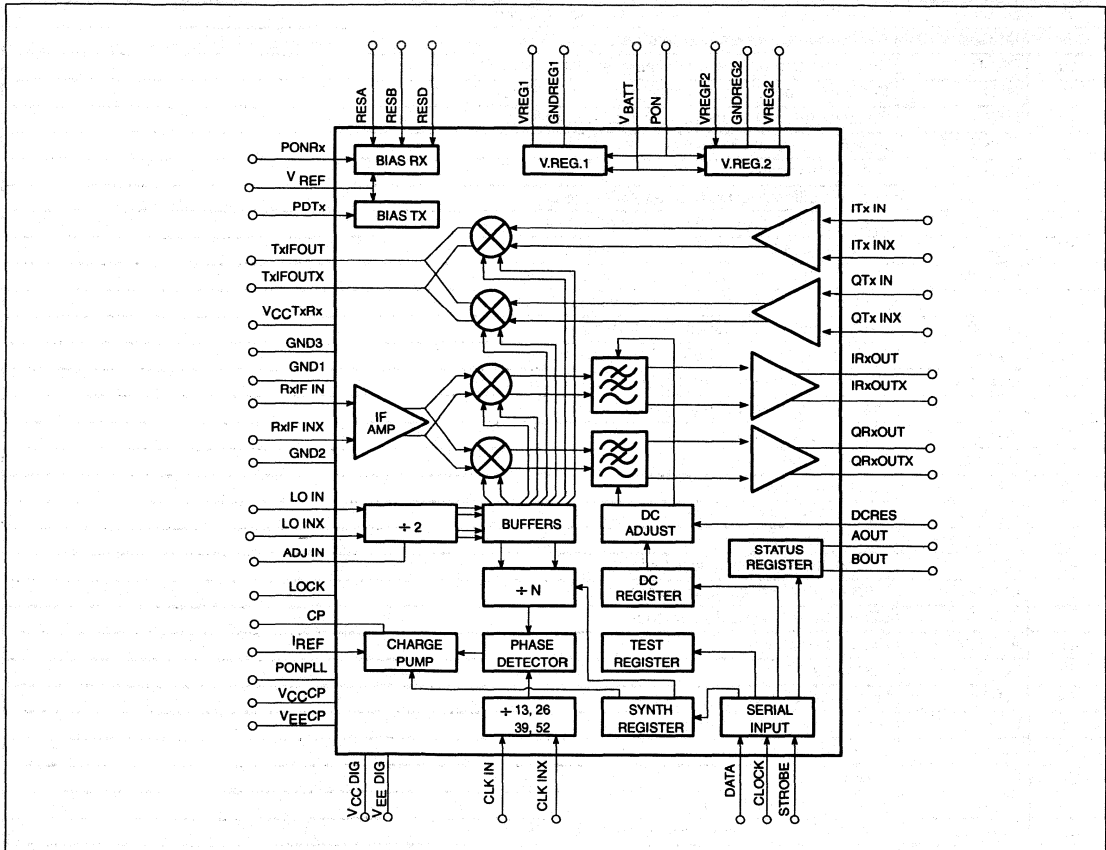 RESA
RESB
RESD
VREG1
GNDREG1
VBATT
PON
VREGF2
GNDREG2
VREG2
PONRx
BIAS RX
V.REG.1
V.REG.2
VREF
PDTx
BIAS TX
ITx IN
TxIFOUT
ITx INX
TxIFOUTX
QTx IN
VCCTxRx
QTx INX
GND3
GND1
IRxOUT
RxIF IN
IRxOUTX
IF
AMP
RxIF INX
QRxOUT
GND2
QRxOUTX
LO IN
÷ 2
BUFFERS
DC
ADJUST
DCRES
LO INX
AOUT
ADJ IN
STATUS
REGISTER
BOUT
LOCK
÷ N
DC
REGISTER
CP
IREF
CHARGE
PUMP
PHASE
DETECTOR
TEST
REGISTER
PONPLL
VCCCP
÷ 13, 26
39, 52
SYNTH
REGISTER
SERIAL
INPUT
VEECP
VCC DIG
VEE DIG
CLK IN
CLK INX
DATA
CLOCK
STROBE